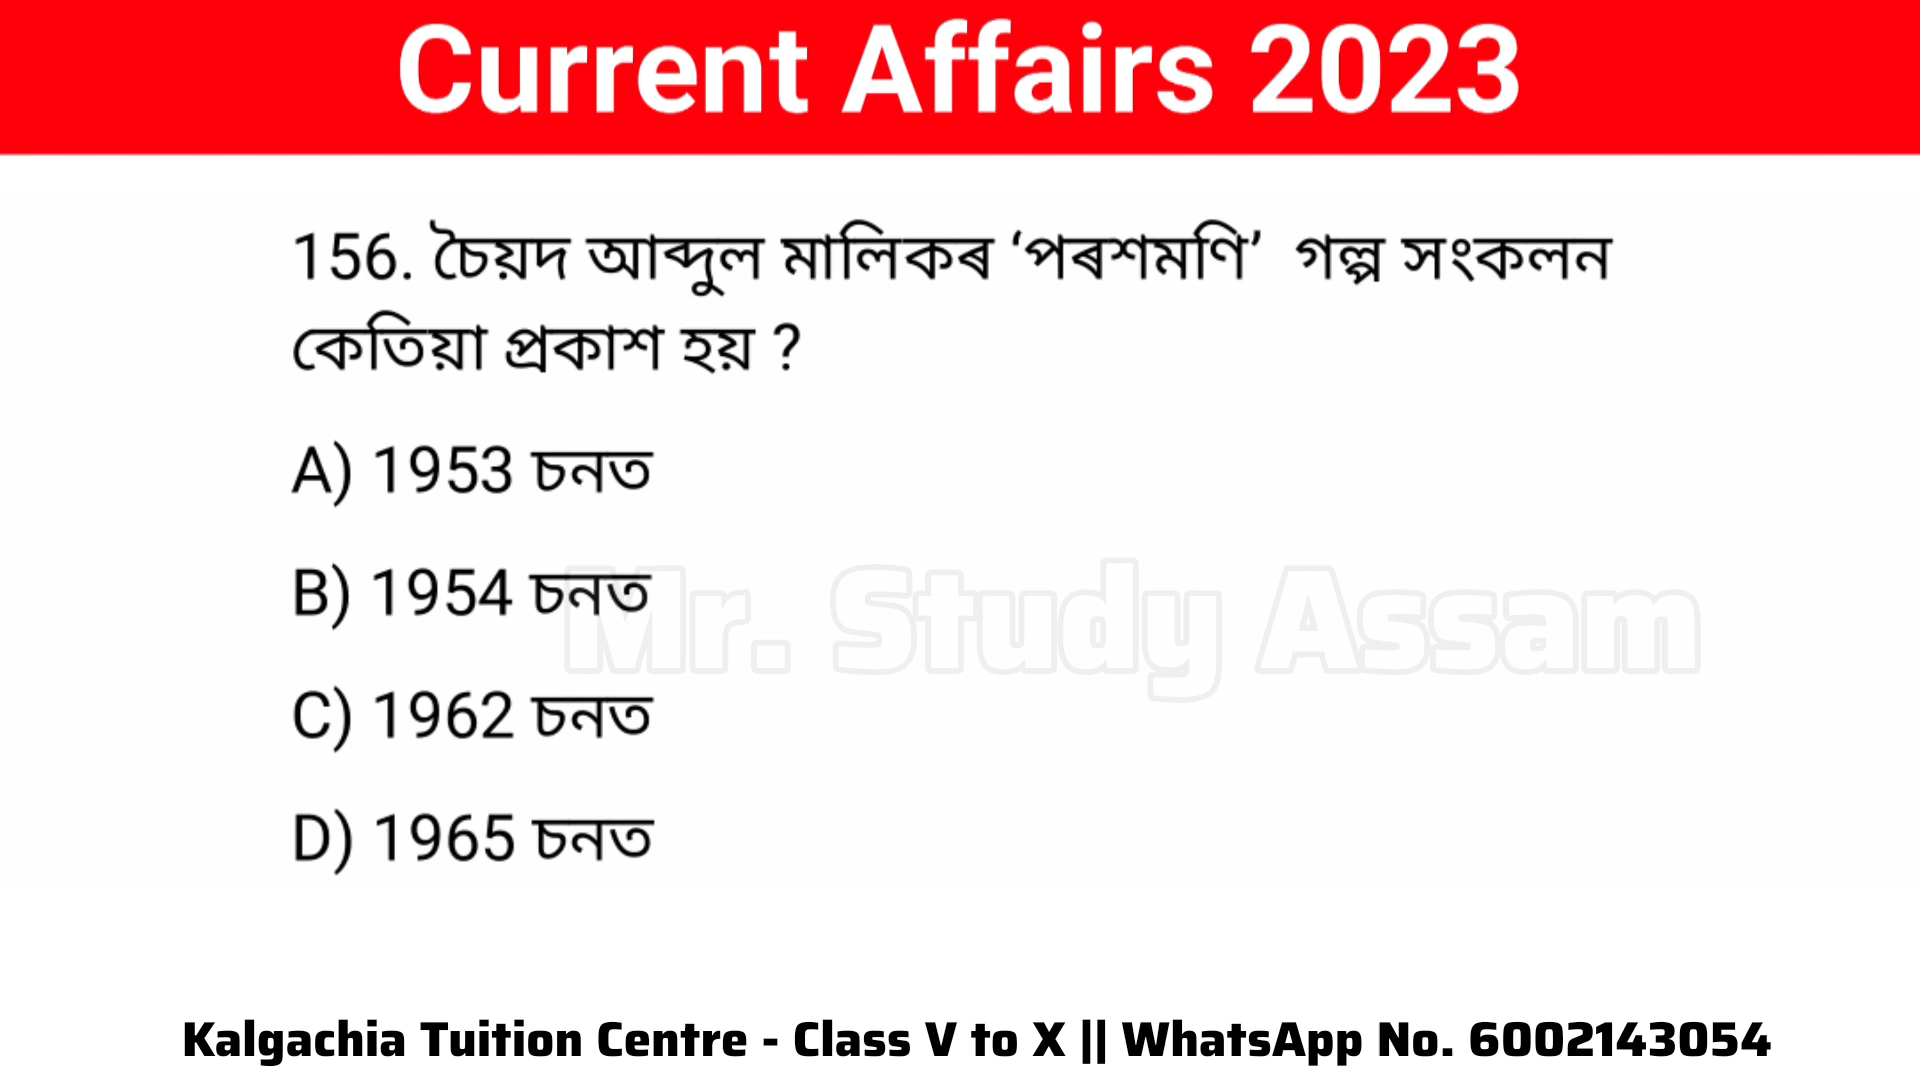 Current Affairs 2023
156. চৈয়দ আব্দুল মালিকৰ ‘পৰশমণি’ গল্প সংকলন
কেতিয়া প্ৰকাশ হয় ?
A) 1953 চনত
B) 1954 চনত
C) 1962 চনত
D) 1965 চনত
Mr. Study Assam
Kalgachia Tuition Centre - Class V to X || WhatsApp No. 6002143054